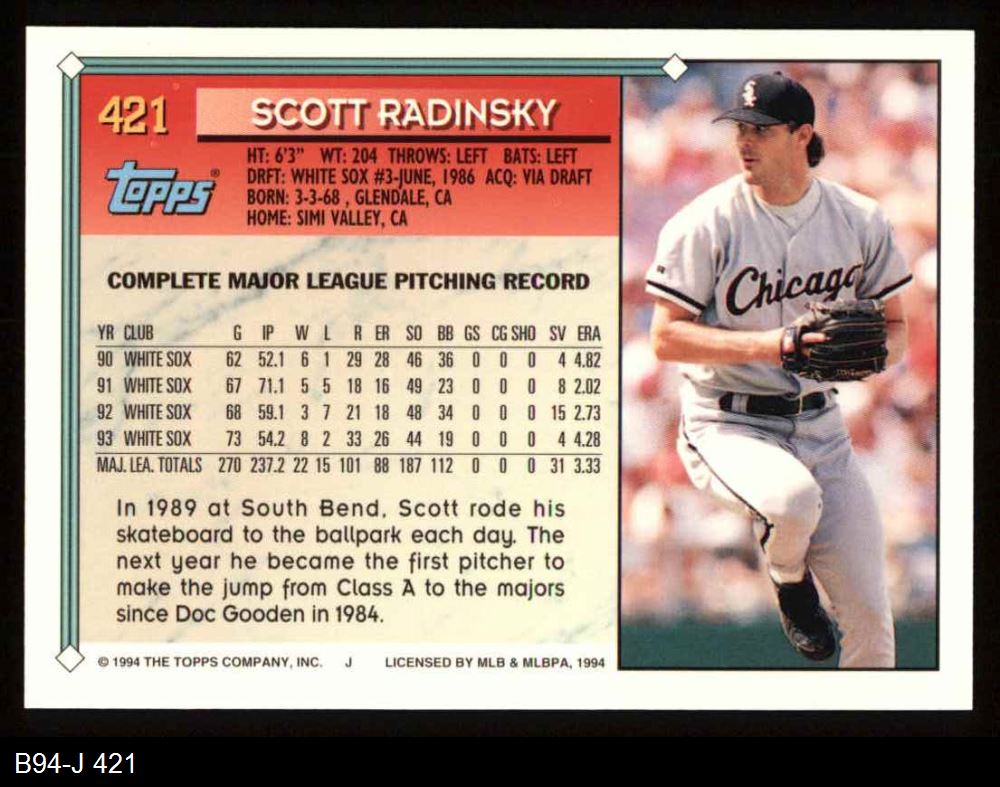 421
SCOTT RADINSKY
TOPPS®
HT: 6'3" WT: 204 THROWS: LEFT BATS: LEFT
DRFT: WHITE SOX #3-JUNE, 1986 ACQ: VIA DRAFT
BORN: 3-3-68 , GLENDALE, CA
HOME: SIMI VALLEY, CA
COMPLETE MAJOR LEAGUE PITCHING RECORD
YR CLUB G IP W L R ER SO BB GS CG SHO SV ERA
90 WHITE SOX 62 52.1 6 1 29 28 46 36 0 0 0 4 4.82
91 WHITE SOX 67 71.1 5 5 18 16 49 23 0 0 0 8 2.02
92 WHITE SOX 68 59.1 3 7 21 18 48 34 0 0 0 15 2.73
93 WHITE SOX 73 54.2 8 2 33 26 44 19 0 0 0 4 4.28
MAJ. LEA. TOTALS 270 237.2 22 15 101 88 187 112 0 0 0 31 3.33
In 1989 at South Bend, Scott rode his
skateboard to the ballpark each day. The
next year he became the first pitcher to
make the jump from Class A to the majors
since Doc Gooden in 1984.
© 1994 THE TOPPS COMPANY, INC. J LICENSED BY MLB & MLBPA, 1994
SOX
Chicago
B94-J 421